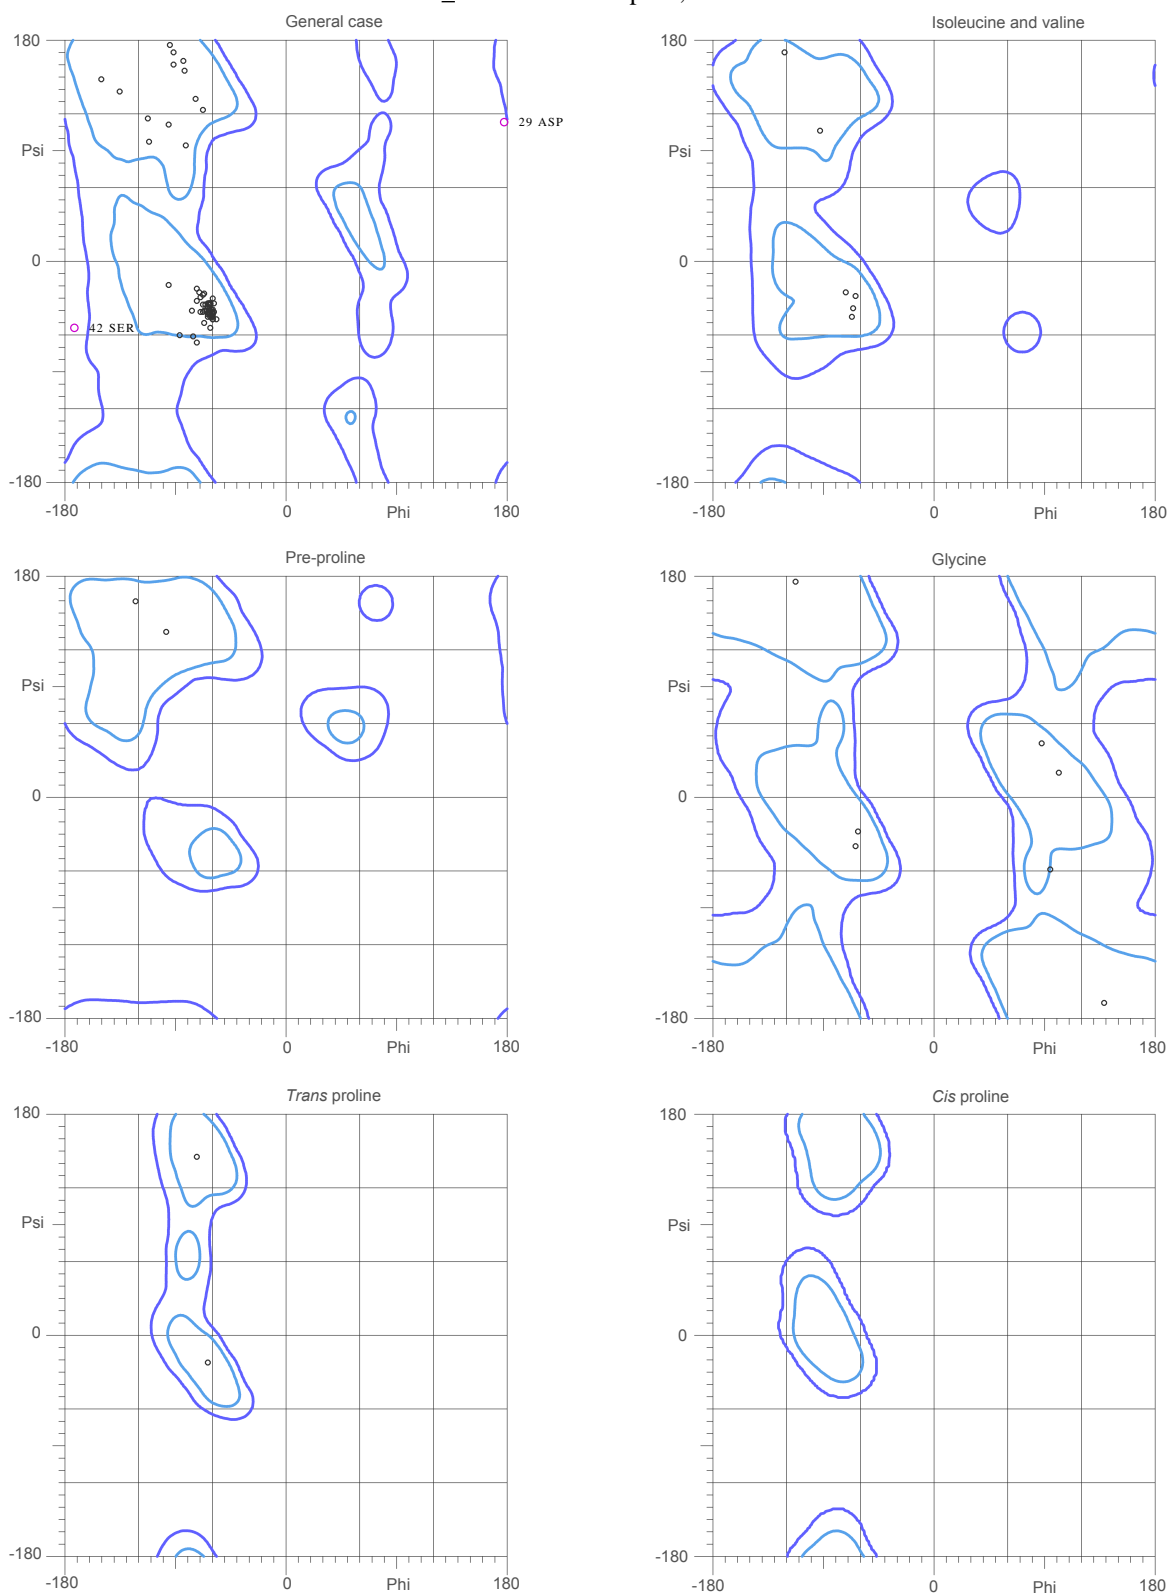 General case
Isoleucine and valine
180
180
29 ASP
Psi
Psi
0
0
42 SER
-180
-180
-180
0
Phi
180
-180
0
Phi
180
Pre-proline
Glycine
180
180
Psi
Psi
0
0
-180
-180
-180
0
Phi
180
-180
0
Phi
180
Trans proline
Cis proline
180
180
Psi
Psi
0
0
-180
-180
-180
0
Phi
180
-180
0
Phi
180